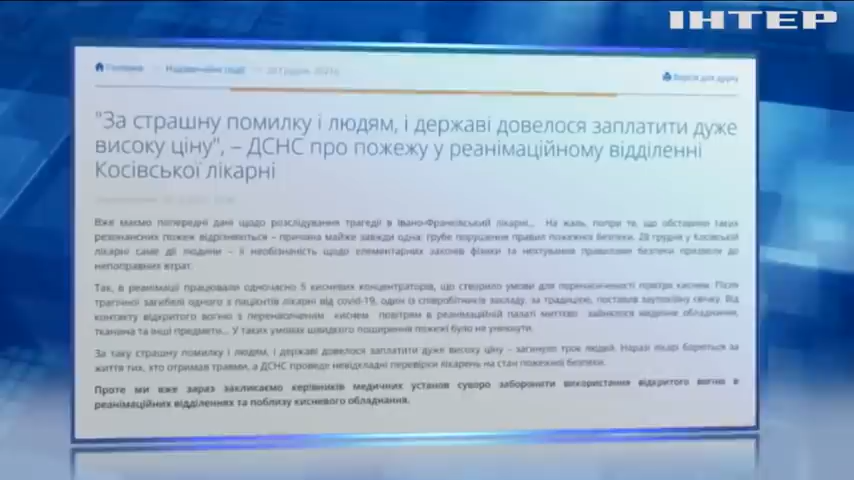 ІНТЕР
Головна Надзвичайні події
Версія для друку
"За страшну помилку і людям, і державі довелося заплатити дуже
високу ціну", – ДСНС про пожежу у реанімаційному відділенні
Косівської лікарні
Вже маємо попередні дані щодо розслідування трагедії в Івано-Франківський лікарні... На жаль, попри те, що обставини таких
резонансних пожеж відрізняються – причина майже завжди одна: грубе порушення правил пожежної безпеки. 28 грудня у Косівській
лікарні саме дії людини – її необізнаність щодо елементарних законів фізики та нехтування правилами безпеки призвели до
непоправних втрат.
Так, в реанімації працювали одночасно 5 кисневих концентраторів, що створило умови для перенасиченості повітря киснем. Після
трагічної загибелі одного з пацієнтів лікарні від covid-19, один із співробітників закладу, за традицією, поставив заупокійну свічку. Від
контакту відкритого вогню з перенасиченим киснем повітрям в реанімаційній палаті миттєво зайнялося медичне обладнання,
тканина та інші предмети... У таких умовах швидкого поширення пожежі було не уникнути.
За таку страшну помилку і людям, і державі довелося заплатити дуже високу ціну – загинуло троє людей. Наразі лікарі борються за
життя тих, хто отримав травми, а ДСНС проведе невідкладні перевірки лікарень на стан пожежної безпеки.
Проте ми вже зараз закликаємо керівників медичних установ суворо заборонити використання відкритого вогню в
реанімаційних відділеннях та поблизу кисневого обладнання.